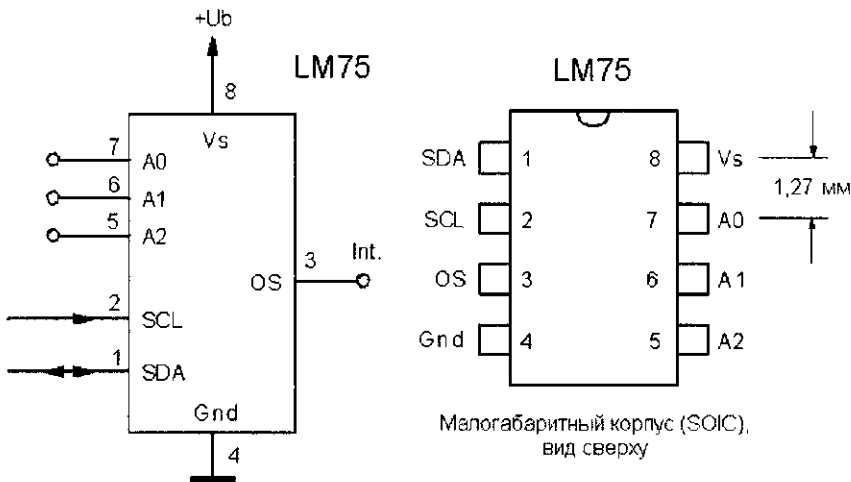 +Ub
LM75
8
Vs
7 A0
6 A1
5 A2
Int.
3
OS
2 SCL
1 SDA
Gnd
4
LM75
SDA 1 8 Vs
1,27 мм
SCL 2 7 A0
OS 3 6 A1
Gnd 4 5 A2
Малогабаритный корпус (SOIC),
вид сверху